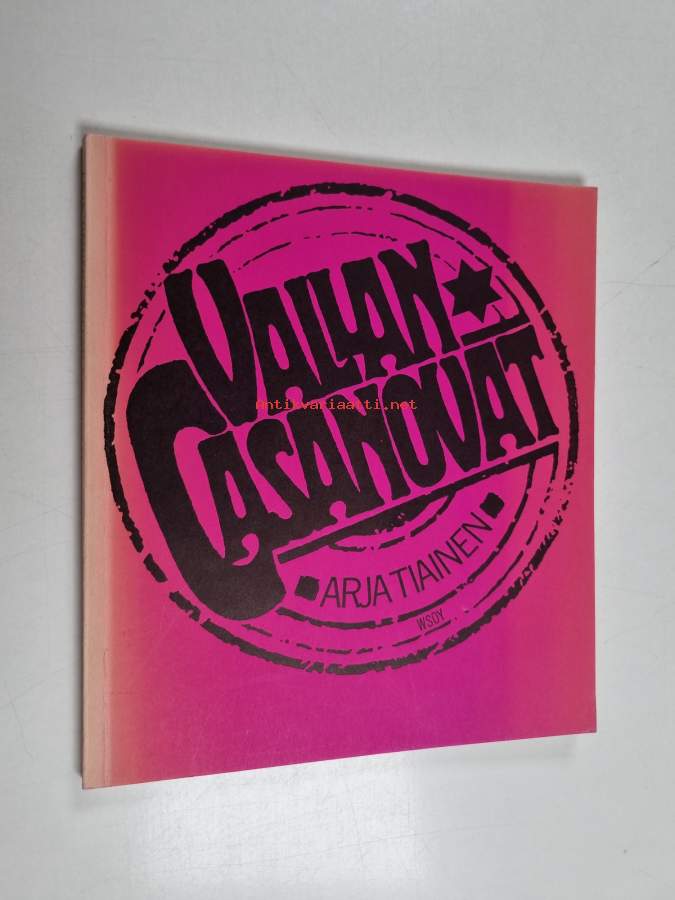 VALLAN
CASANOVAT
antikvariaatti.net
ARJA TIAINEN
WSOY